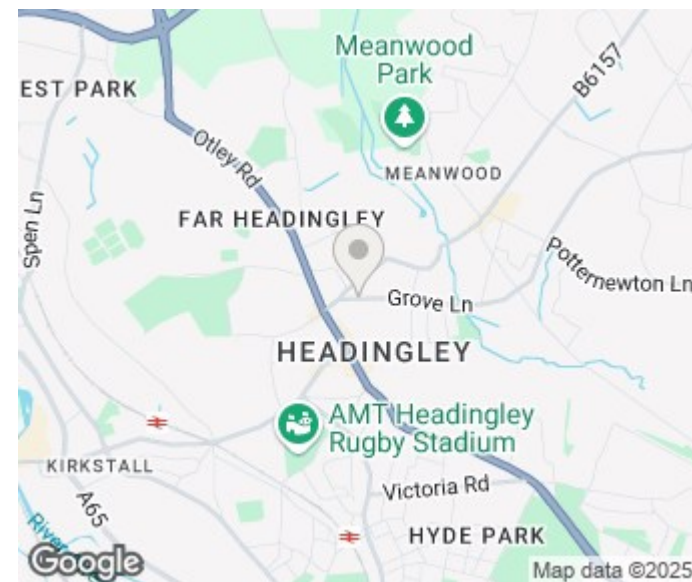 Meanwood
Park
B6157
EST PARK
Otley Rd
MEANWOOD
Spen Ln
FAR HEADINGLEY
Potternewton Ln
Grove Ln
HEADINGLEY
AMT Headingley
Rugby Stadium
KIRKSTALL
A65
Victoria Rd
River
HYDE PARK
Google
Map data ©2025